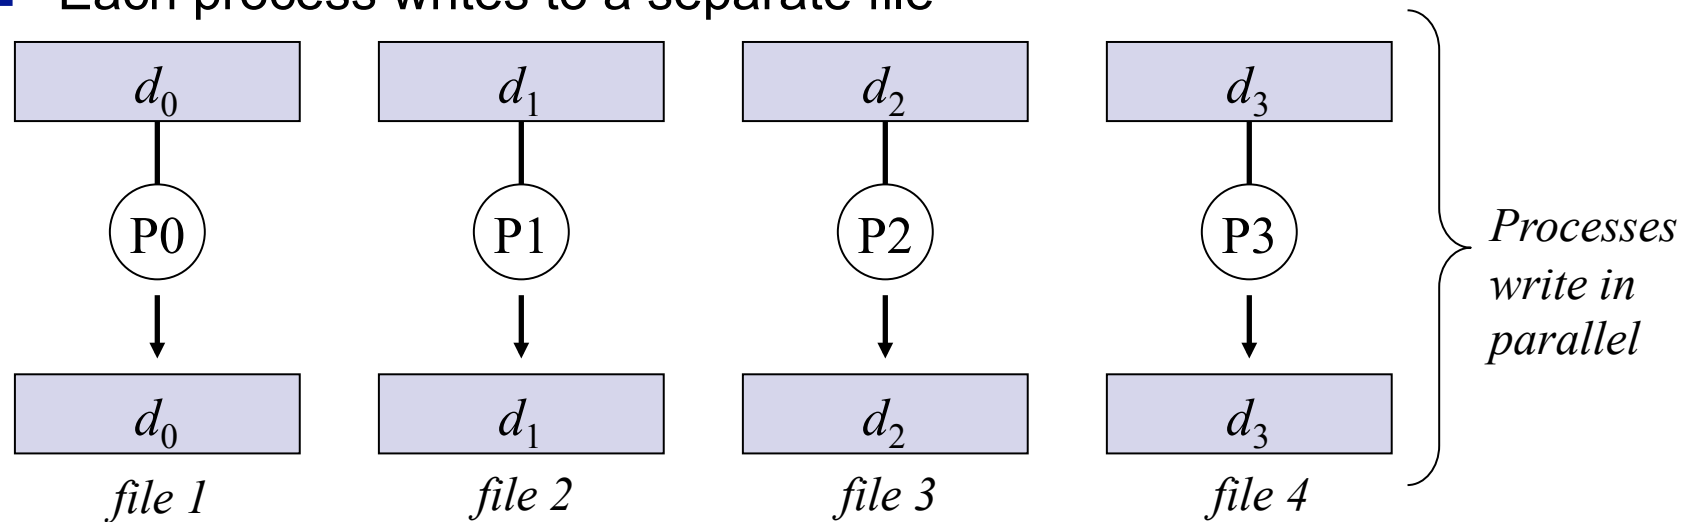 Each process writes to a separate file
d0 d1 d2 d3
P0 P1 P2 P3
Processes
write in
parallel
d0 d1 d2 d3
file 1 file 2 file 3 file 4